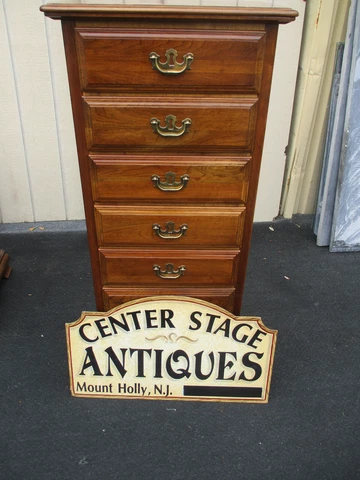 CENTER STAGE
ANTIQUES
Mount Holly, N.J.